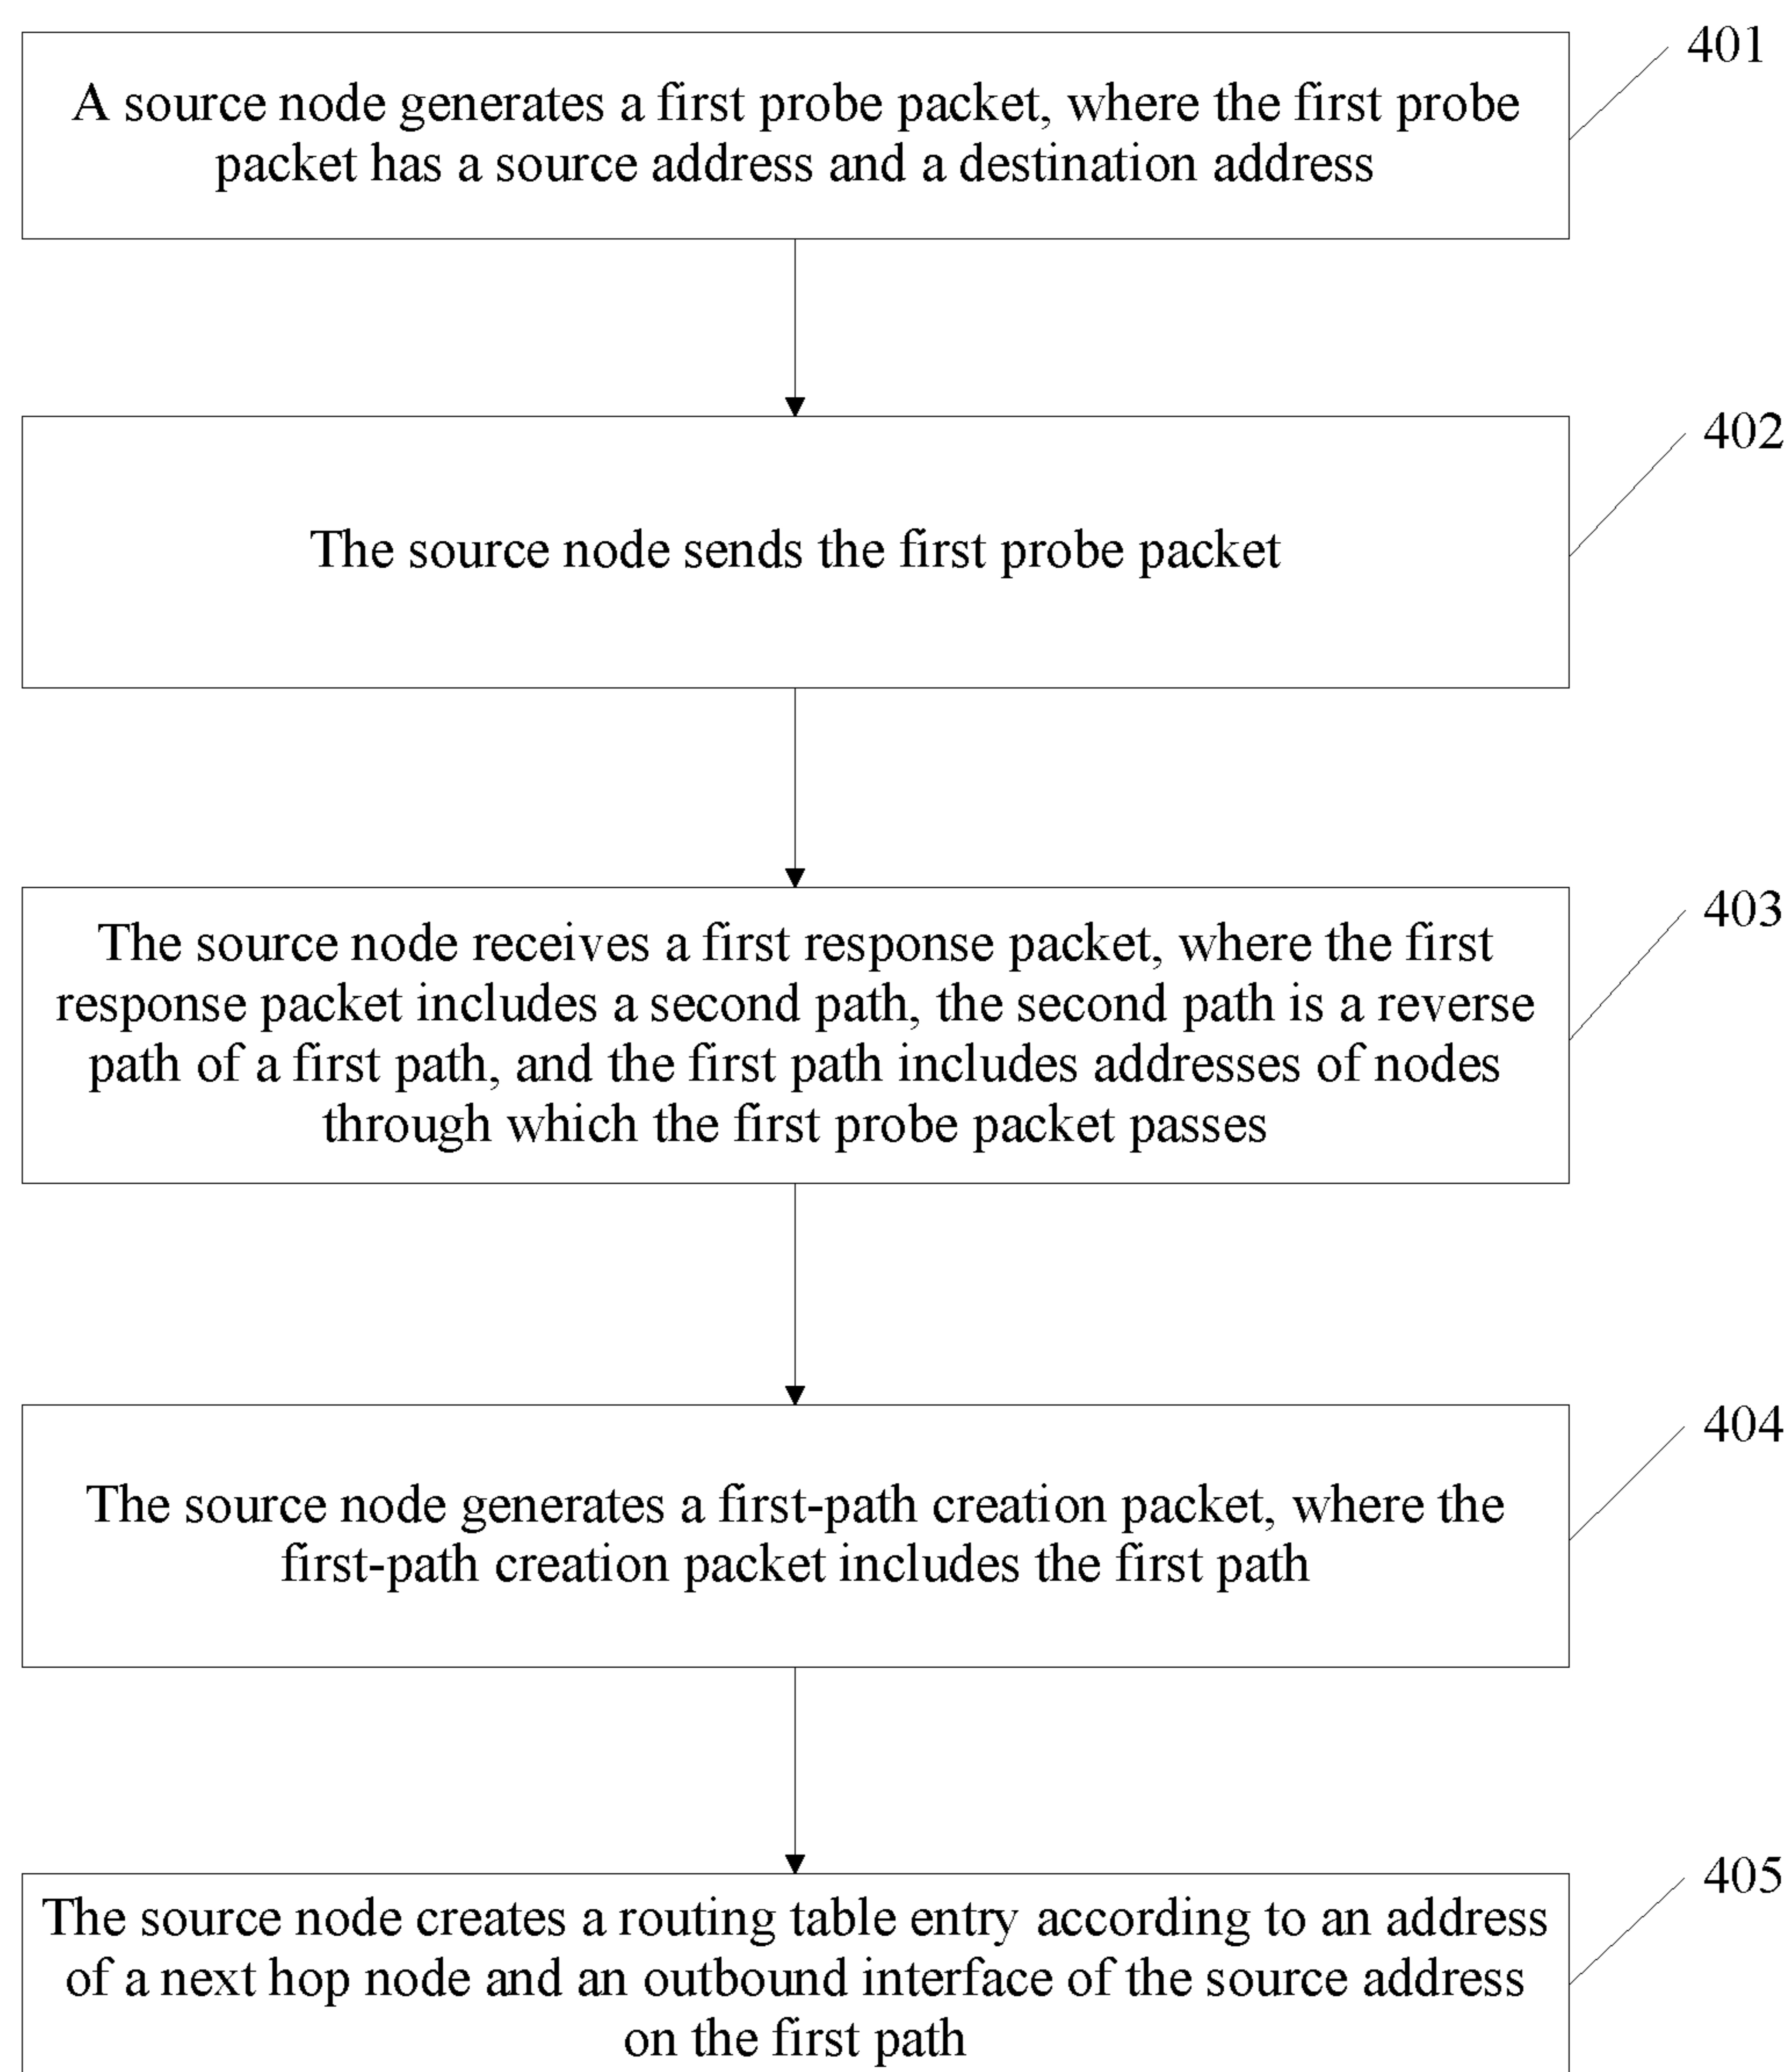 401
A source node generates a first probe packet, where the first probe
packet has a source address and a destination address
402
The source node sends the first probe packet
403
The source node receives a first response packet, where the first
response packet includes a second path, the second path is a reverse
path of a first path, and the first path includes addresses of nodes
through which the first probe packet passes
404
The source node generates a first-path creation packet, where the
first-path creation packet includes the first path
405
The source node creates a routing table entry according to an address
of a next hop node and an outbound interface of the source address
on the first path